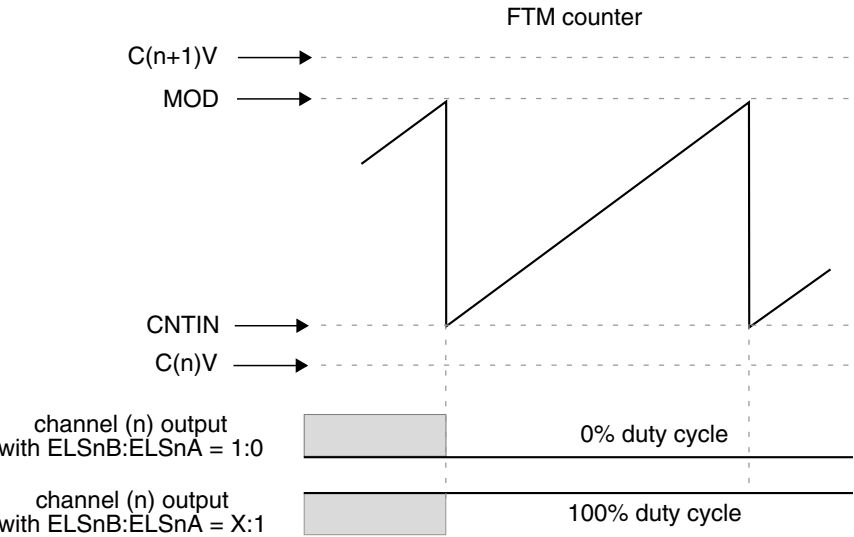 FTM counter
C(n+1)V
MOD
CNTIN
C(n)V
channel (n) output
with ELSnB:ELSnA = 1:0
0% duty cycle
channel (n) output
with ELSnB:ELSnA = X:1
100% duty cycle